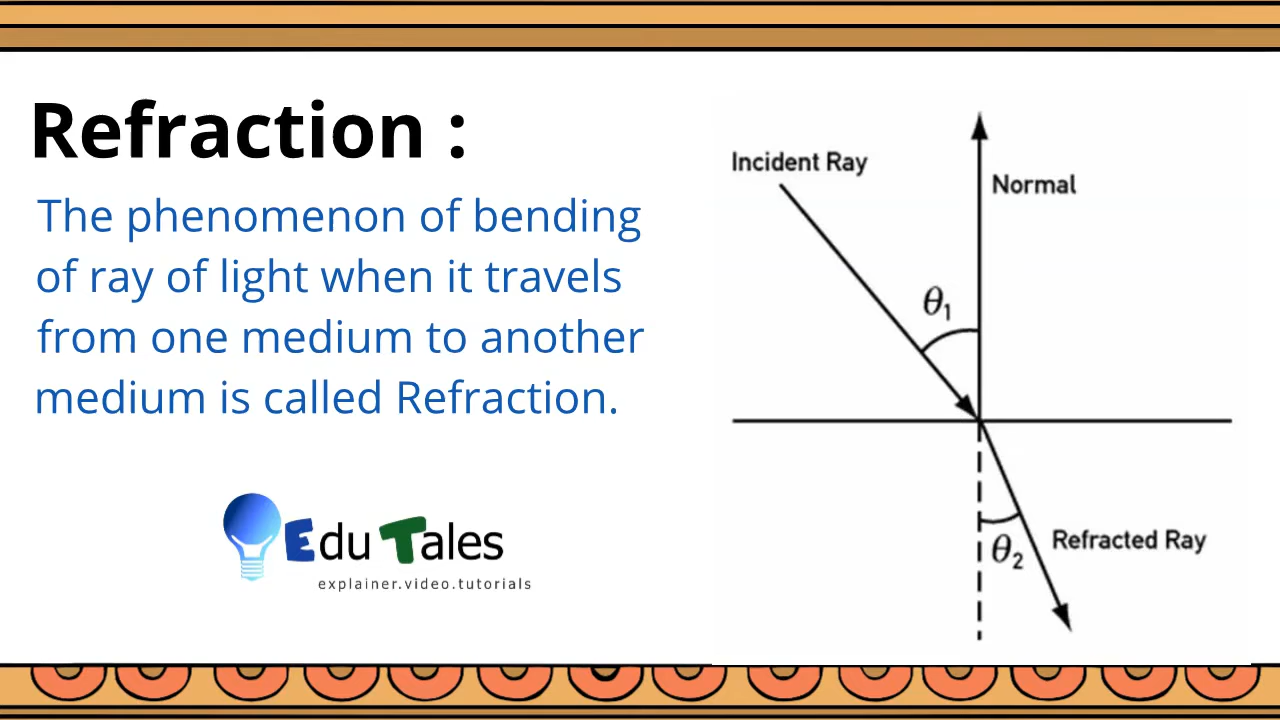 Refraction :
The phenomenon of bending
of ray of light when it travels
from one medium to another
medium is called Refraction.
Edu Tales
explainer.video.tutorials
Incident Ray
Normal
θ₁
θ₂
Refracted Ray